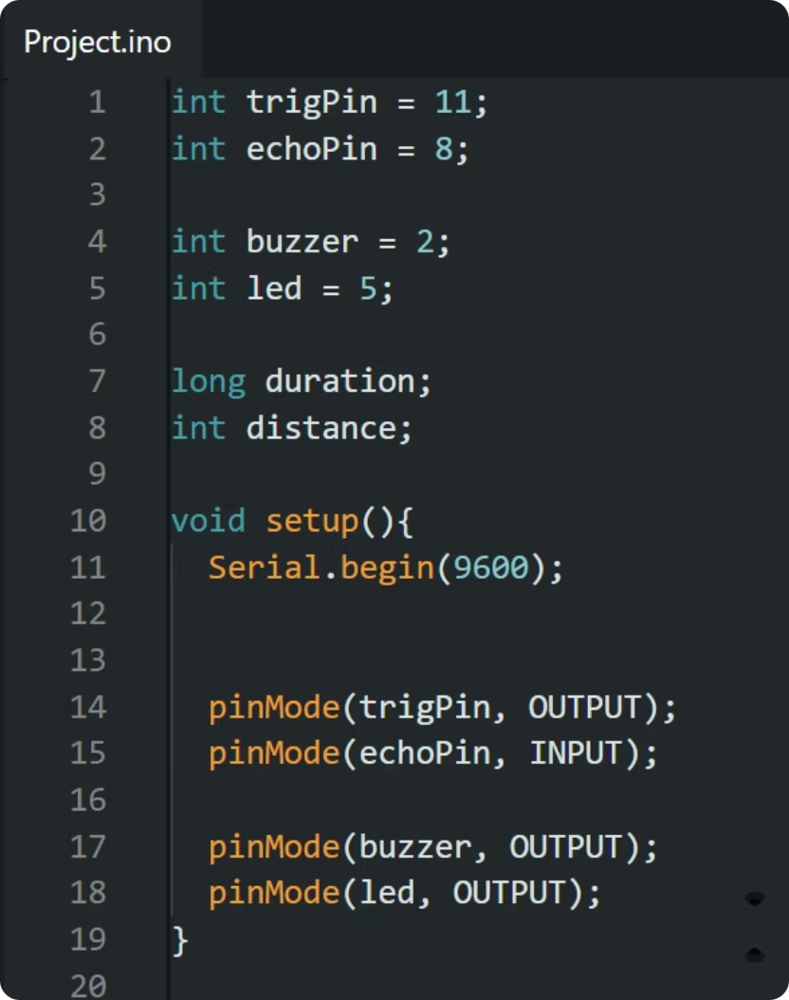 Project.ino
1 int trigPin = 11;
2 int echoPin = 8;
3
4 int buzzer = 2;
5 int led = 5;
6
7 long duration;
8 int distance;
9
10 void setup(){
11   Serial.begin(9600);
12
13
14   pinMode(trigPin, OUTPUT);
15   pinMode(echoPin, INPUT);
16
17   pinMode(buzzer, OUTPUT);
18   pinMode(led, OUTPUT);
19 }
20